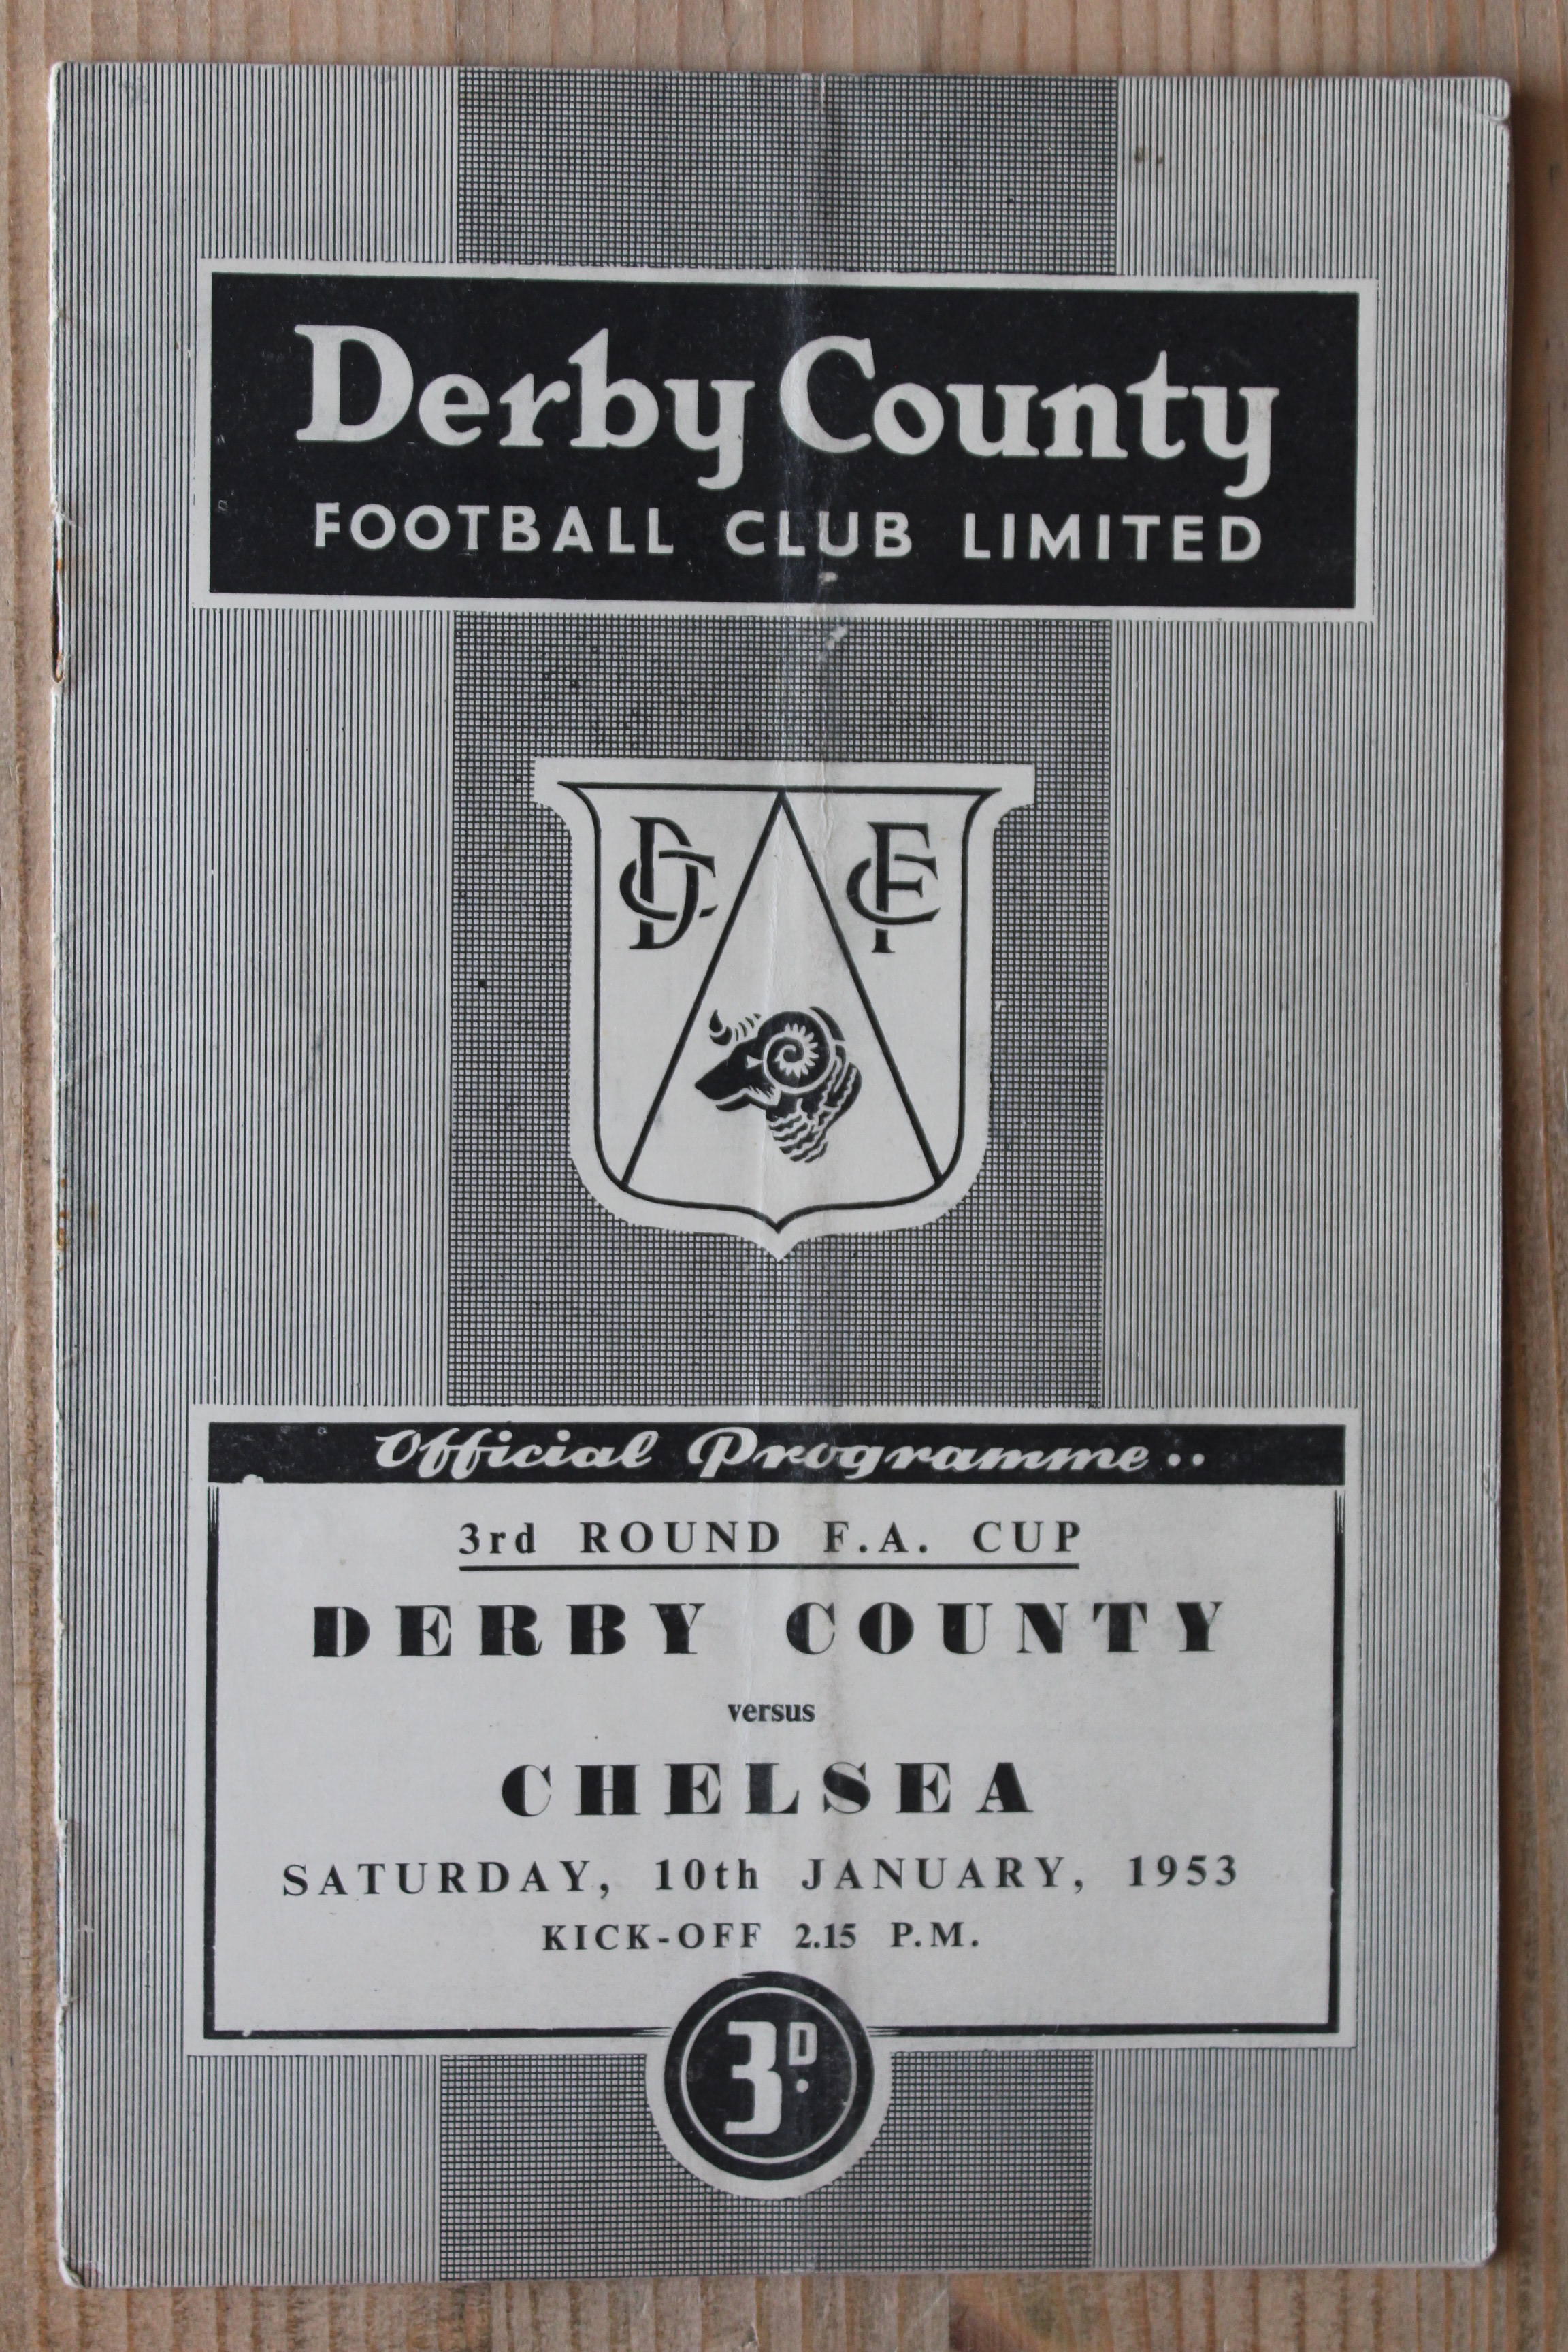 Derby County
FOOTBALL CLUB LIMITED
DC FC
Official Programme..
3rd ROUND F.A. CUP
DERBY COUNTY
versus
CHELSEA
SATURDAY, 10th JANUARY, 1953
KICK-OFF 2.15 P.M.
3D.